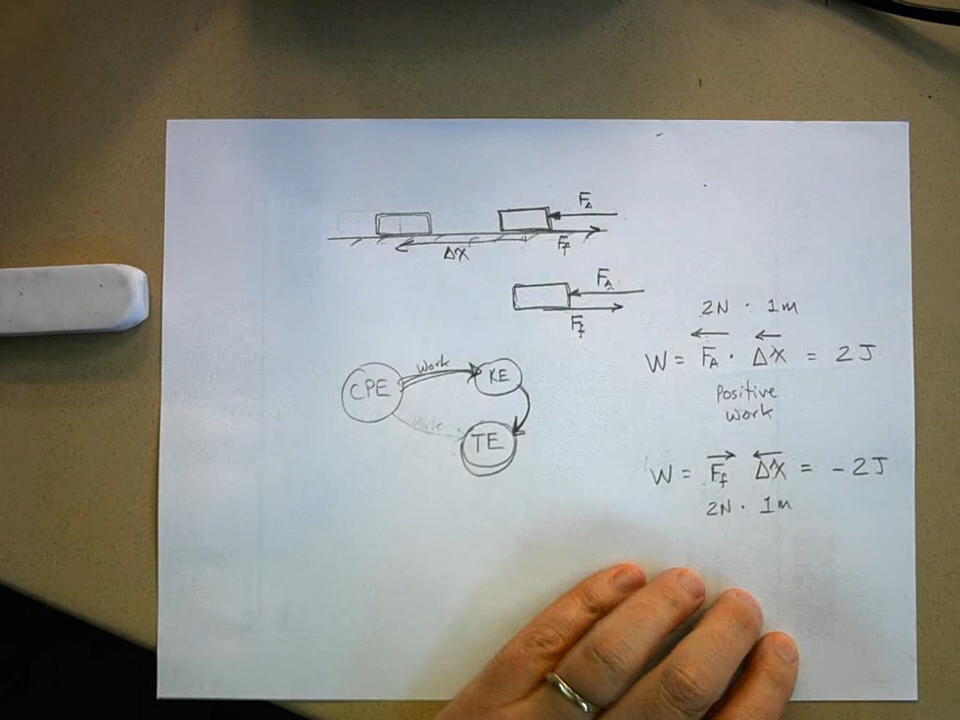 F_A
F_f
Δx
F_A
F_f
2N · 1m
W = F_A · Δx = 2J
Positive
work
CPE
work
KE
work
TE
W = F_f Δx = -2J
2N · 1m